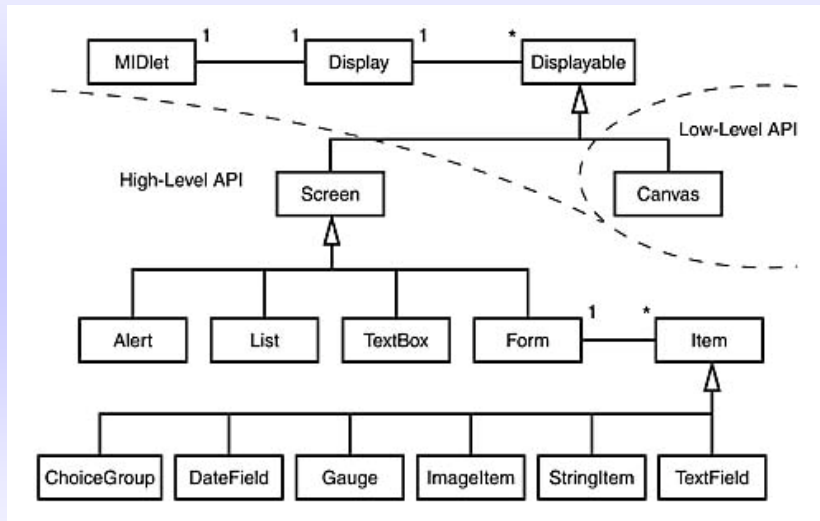 1 1 1 *
MIDlet Display Displayable
Low-Level API
High-Level API
Screen Canvas
1 *
Alert List TextBox Form Item
ChoiceGroup DateField Gauge ImageItem StringItem TextField